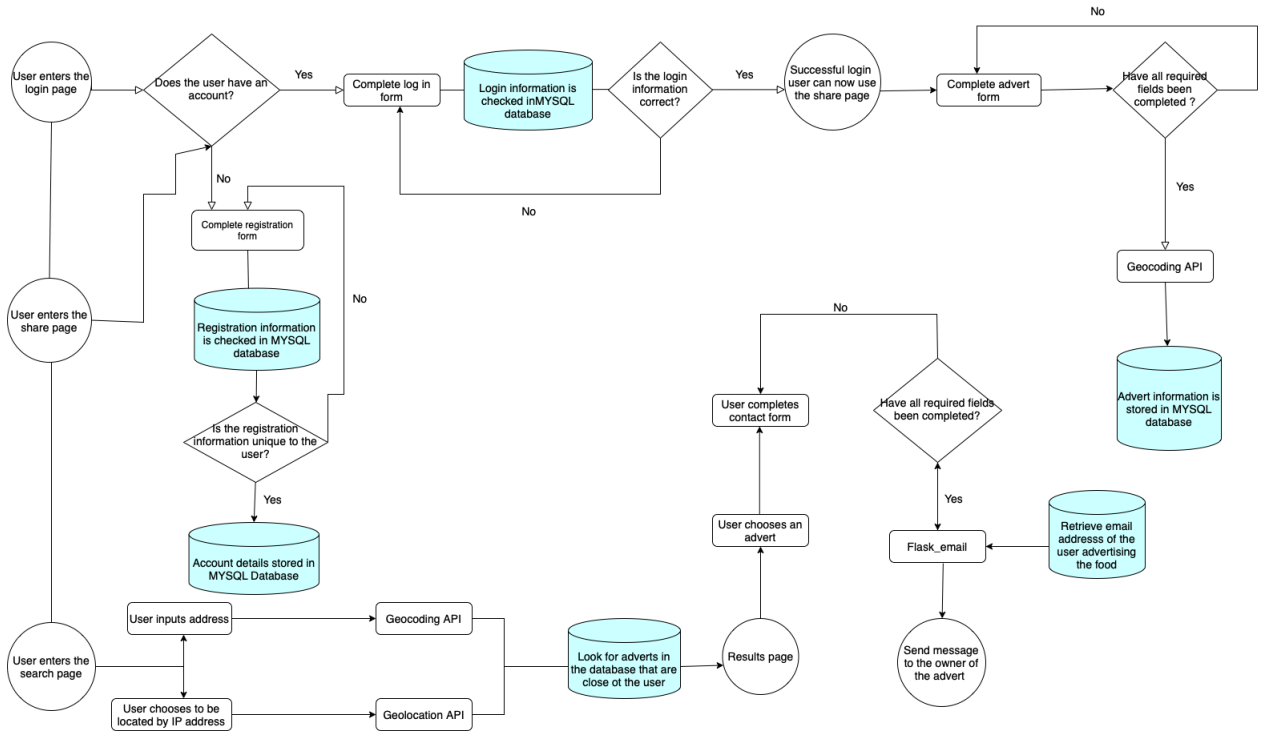 No
User enters the
login page
Does the user have an
account?
Yes
Complete log in
form
Login information is
checked inMYSQL
database
Is the login
information
correct?
Yes
Successful login
user can now use
the share page
Complete advert
form
Have all required
fields been
completed ?
No
No
Yes
Complete registration
form
Geocoding API
No
User enters the
share page
Registration information
is checked in MYSQL
database
No
User completes
contact form
Have all required fields
been completed?
Advert information is
stored in MYSQL
database
Is the registration
information unique to the
user?
Yes
Yes
User chooses an
advert
Flask_email
Retrieve email
addresss of the
user advertising
the food
Account details stored in
MYSQL Database
User inputs address
Geocoding API
User enters the
search page
Look for adverts in
the database that are
close ot the user
Results page
Send message
to the owner of
the advert
User chooses to be
located by IP address
Geolocation API